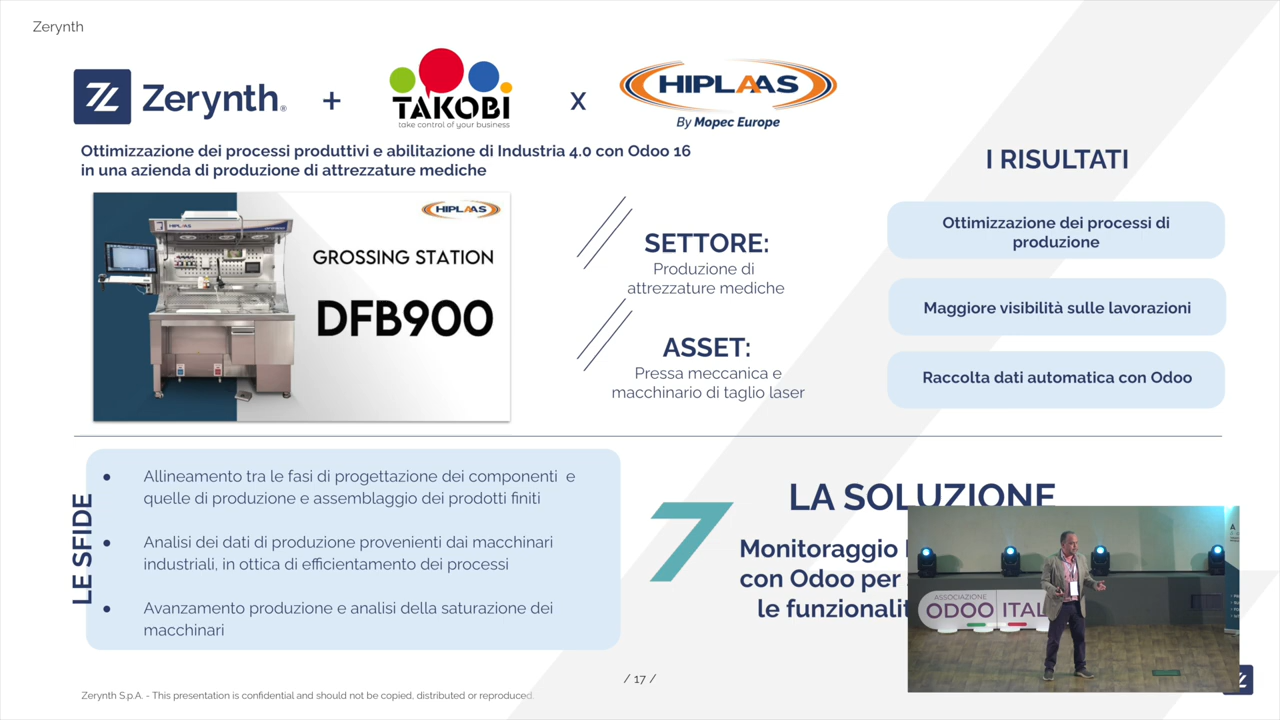 Zerynth
Zerynth®
+
TAKOBI
take control of your business
x
HIPLAAS
By Mopec Europe
Ottimizzazione dei processi produttivi e abilitazione di Industria 4.0 con Odoo 16
in una azienda di produzione di attrezzature mediche
HIPLAAS
HIPLAAS
GROSSING STATION
DFB900
SETTORE:
Produzione di
attrezzature mediche
ASSET:
Pressa meccanica e
macchinario di taglio laser
I RISULTATI
Ottimizzazione dei processi di
produzione
Maggiore visibilità sulle lavorazioni
Raccolta dati automatica con Odoo
LE SFIDE
● Allineamento tra le fasi di progettazione dei componenti e
quelle di produzione e assemblaggio dei prodotti finiti
● Analisi dei dati di produzione provenienti dai macchinari
industriali, in ottica di efficientamento dei processi
● Avanzamento produzione e analisi della saturazione dei
macchinari
LA SOLUZIONE
Monitoraggio
con Odoo per
le funzionalit
ASSOCIAZIONE
ODOO ITAL
/ 17 /
Zerynth S.p.A. - This presentation is confidential and should not be copied, distributed or reproduced.